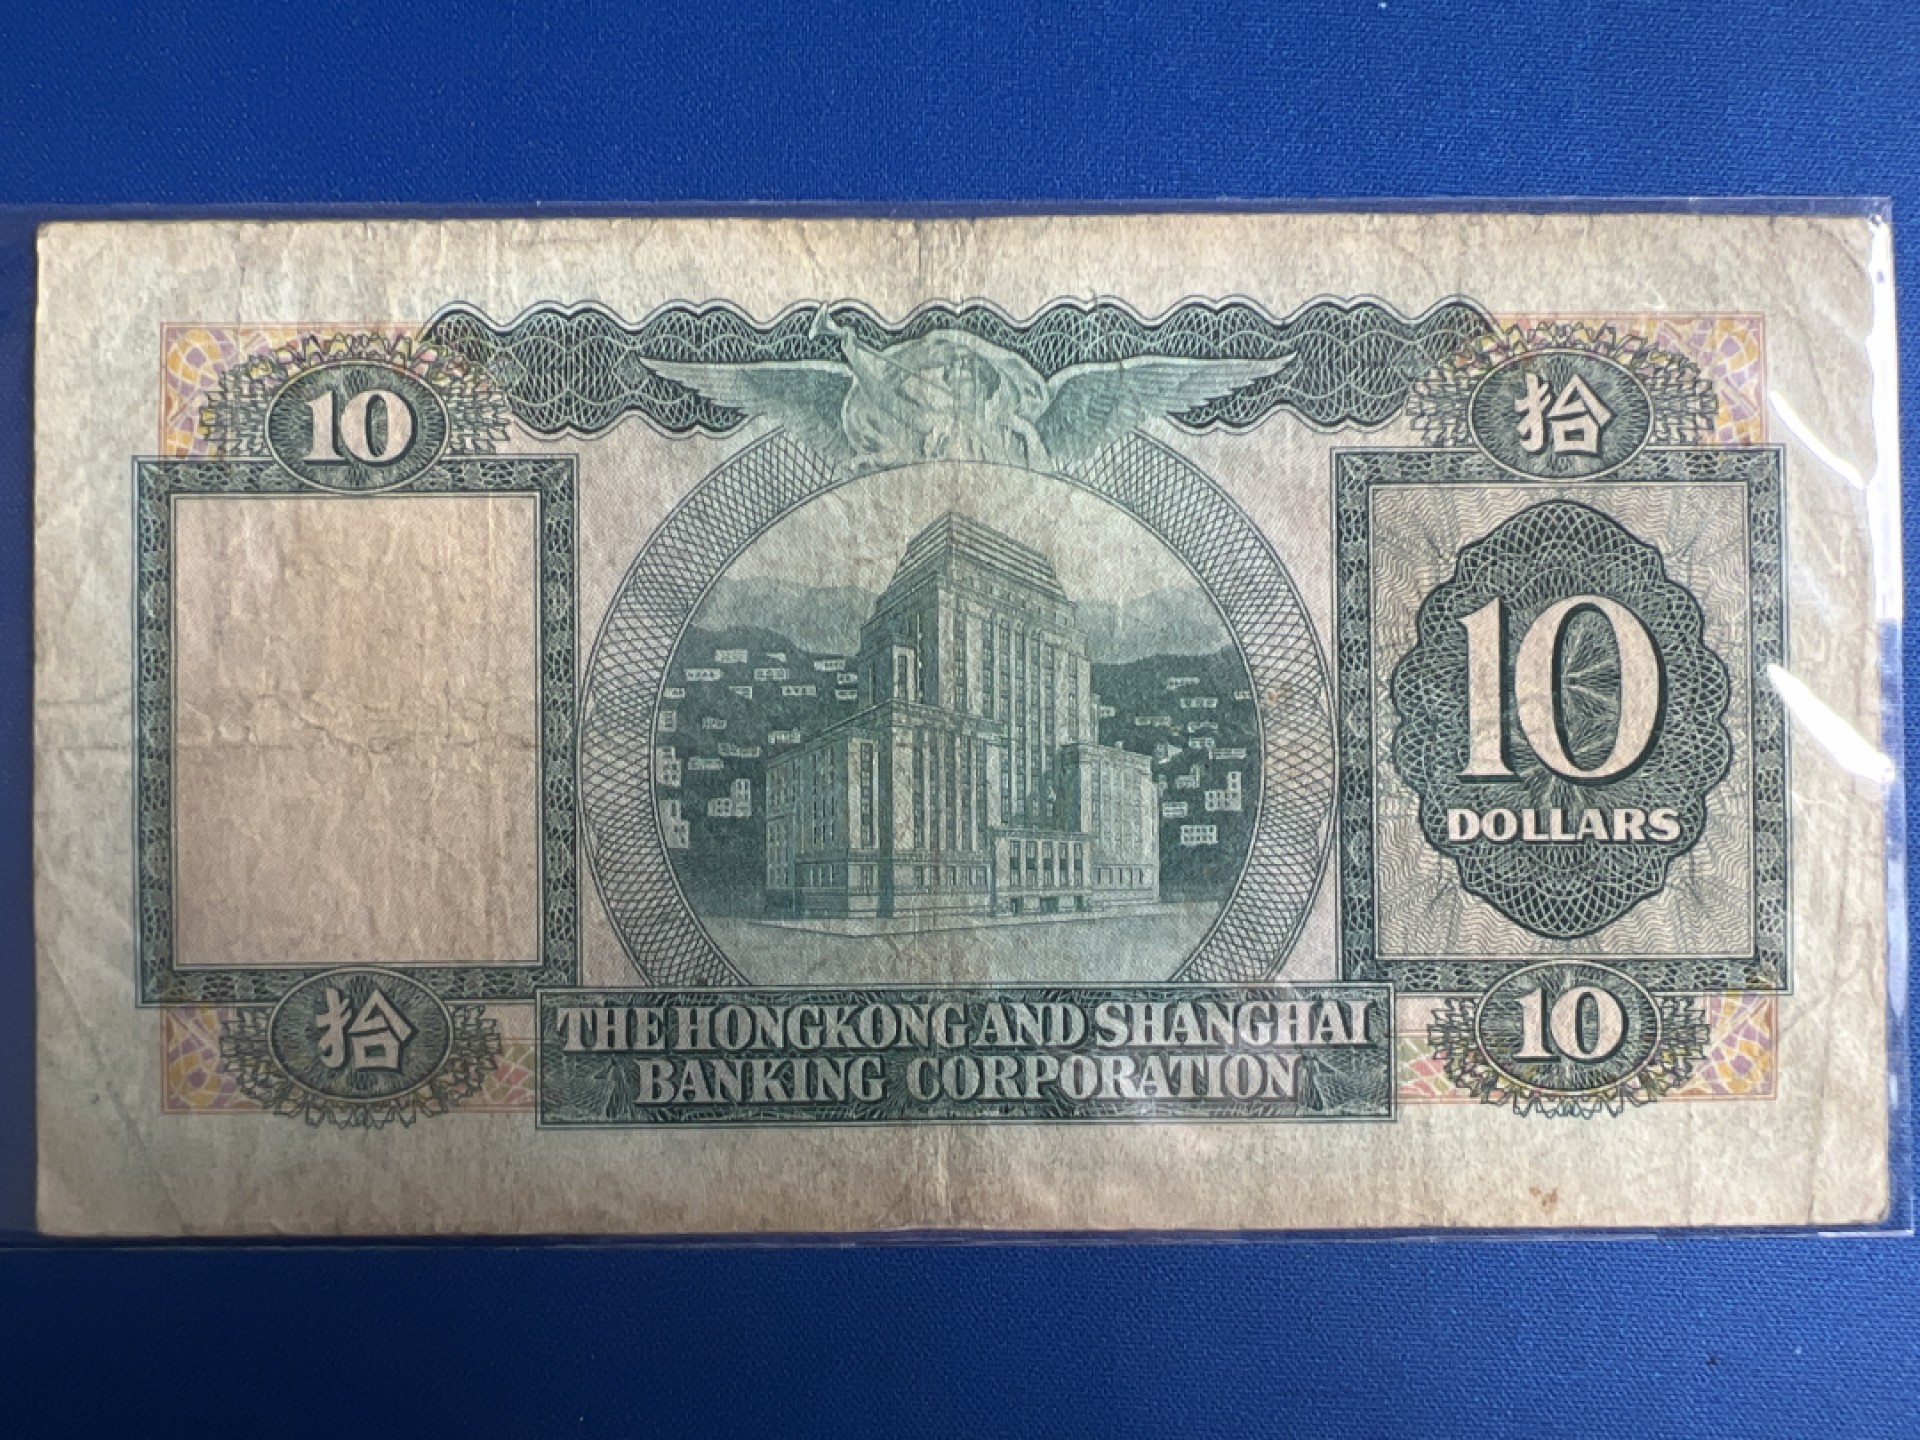 10
拾
10
DOLLARS
拾
THE HONGKONG AND SHANGHAI
BANKING CORPORATION
10